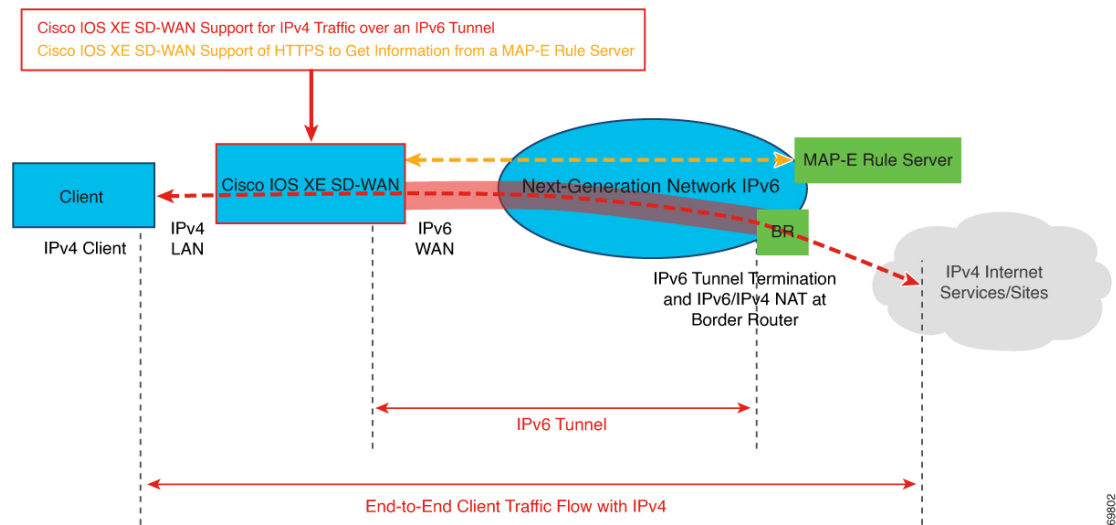 Cisco IOS XE SD-WAN Support for IPv4 Traffic over an IPv6 Tunnel
Cisco IOS XE SD-WAN Support of HTTPS to Get Information from a MAP-E Rule Server
MAP-E Rule Server
Client
Cisco IOS XE SD-WAN
Next-Generation Network IPv6
IPv4 Client
IPv4
LAN
IPv6
WAN
BR
IPv6 Tunnel Termination
and IPv6/IPv4 NAT at
Border Router
IPv4 Internet
Services/Sites
IPv6 Tunnel
End-to-End Client Traffic Flow with IPv4